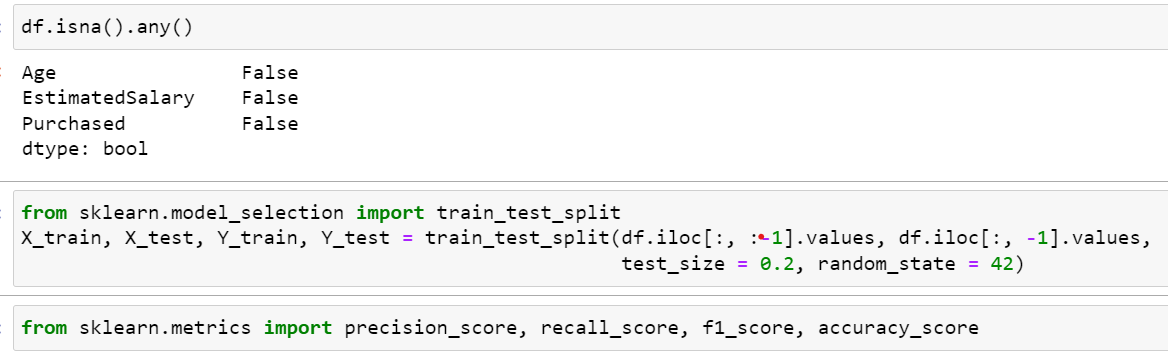 df.isna().any()
Age                False
EstimatedSalary    False
Purchased          False
dtype: bool
from sklearn.model_selection import train_test_split
X_train, X_test, Y_train, Y_test = train_test_split(df.iloc[:, :-1].values, df.iloc[:, -1].values,
                                                    test_size = 0.2, random_state = 42)
from sklearn.metrics import precision_score, recall_score, f1_score, accuracy_score